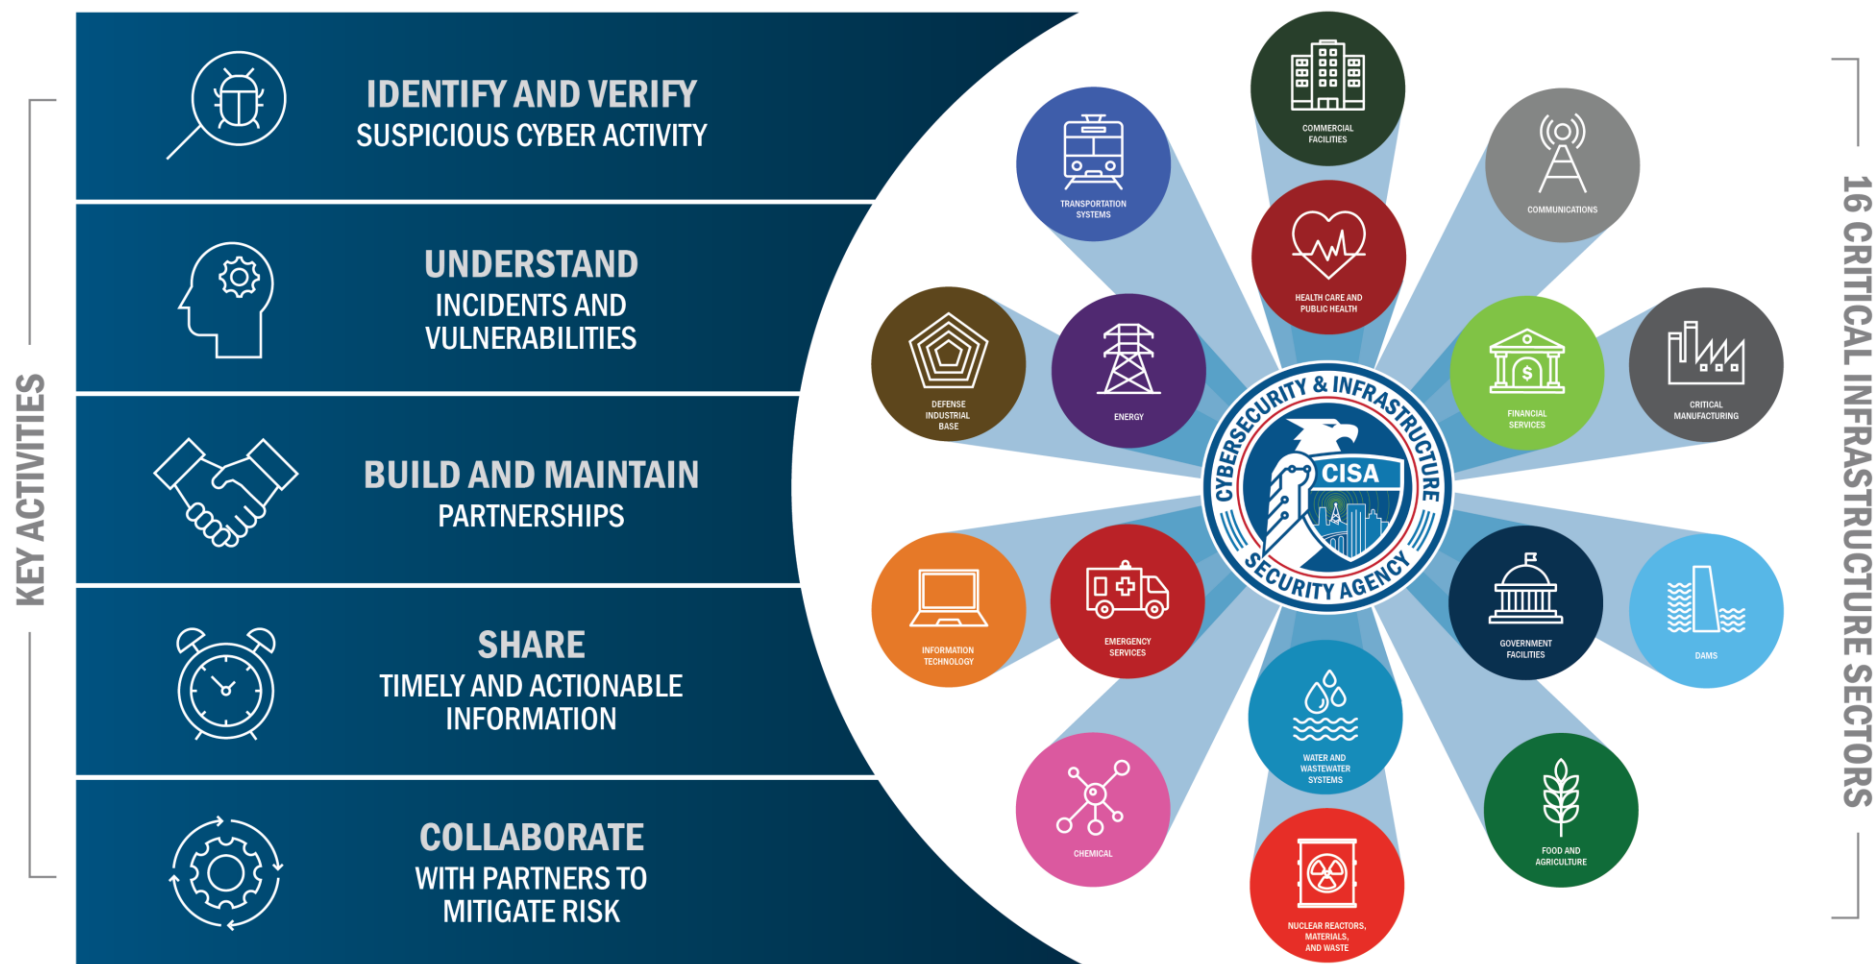 KEY ACTIVITIES
IDENTIFY AND VERIFY
SUSPICIOUS CYBER ACTIVITY
UNDERSTAND
INCIDENTS AND
VULNERABILITIES
BUILD AND MAINTAIN
PARTNERSHIPS
SHARE
TIMELY AND ACTIONABLE
INFORMATION
COLLABORATE
WITH PARTNERS TO
MITIGATE RISK
COMMERCIAL
FACILITIES
TRANSPORTATION
SYSTEMS
COMMUNICATIONS
HEALTH CARE AND
PUBLIC HEALTH
DEFENSE
INDUSTRIAL
BASE
ENERGY
FINANCIAL
SERVICES
$
CRITICAL
MANUFACTURING
CYBERSECURITY & INFRASTRUCTURE
SECURITY AGENCY
CISA
INFORMATION
TECHNOLOGY
EMERGENCY
SERVICES
GOVERNMENT
FACILITIES
DAMS
WATER AND
WASTEWATER
SYSTEMS
CHEMICAL
FOOD AND
AGRICULTURE
NUCLEAR REACTORS,
MATERIALS,
AND WASTE
16 CRITICAL INFRASTRUCTURE SECTORS